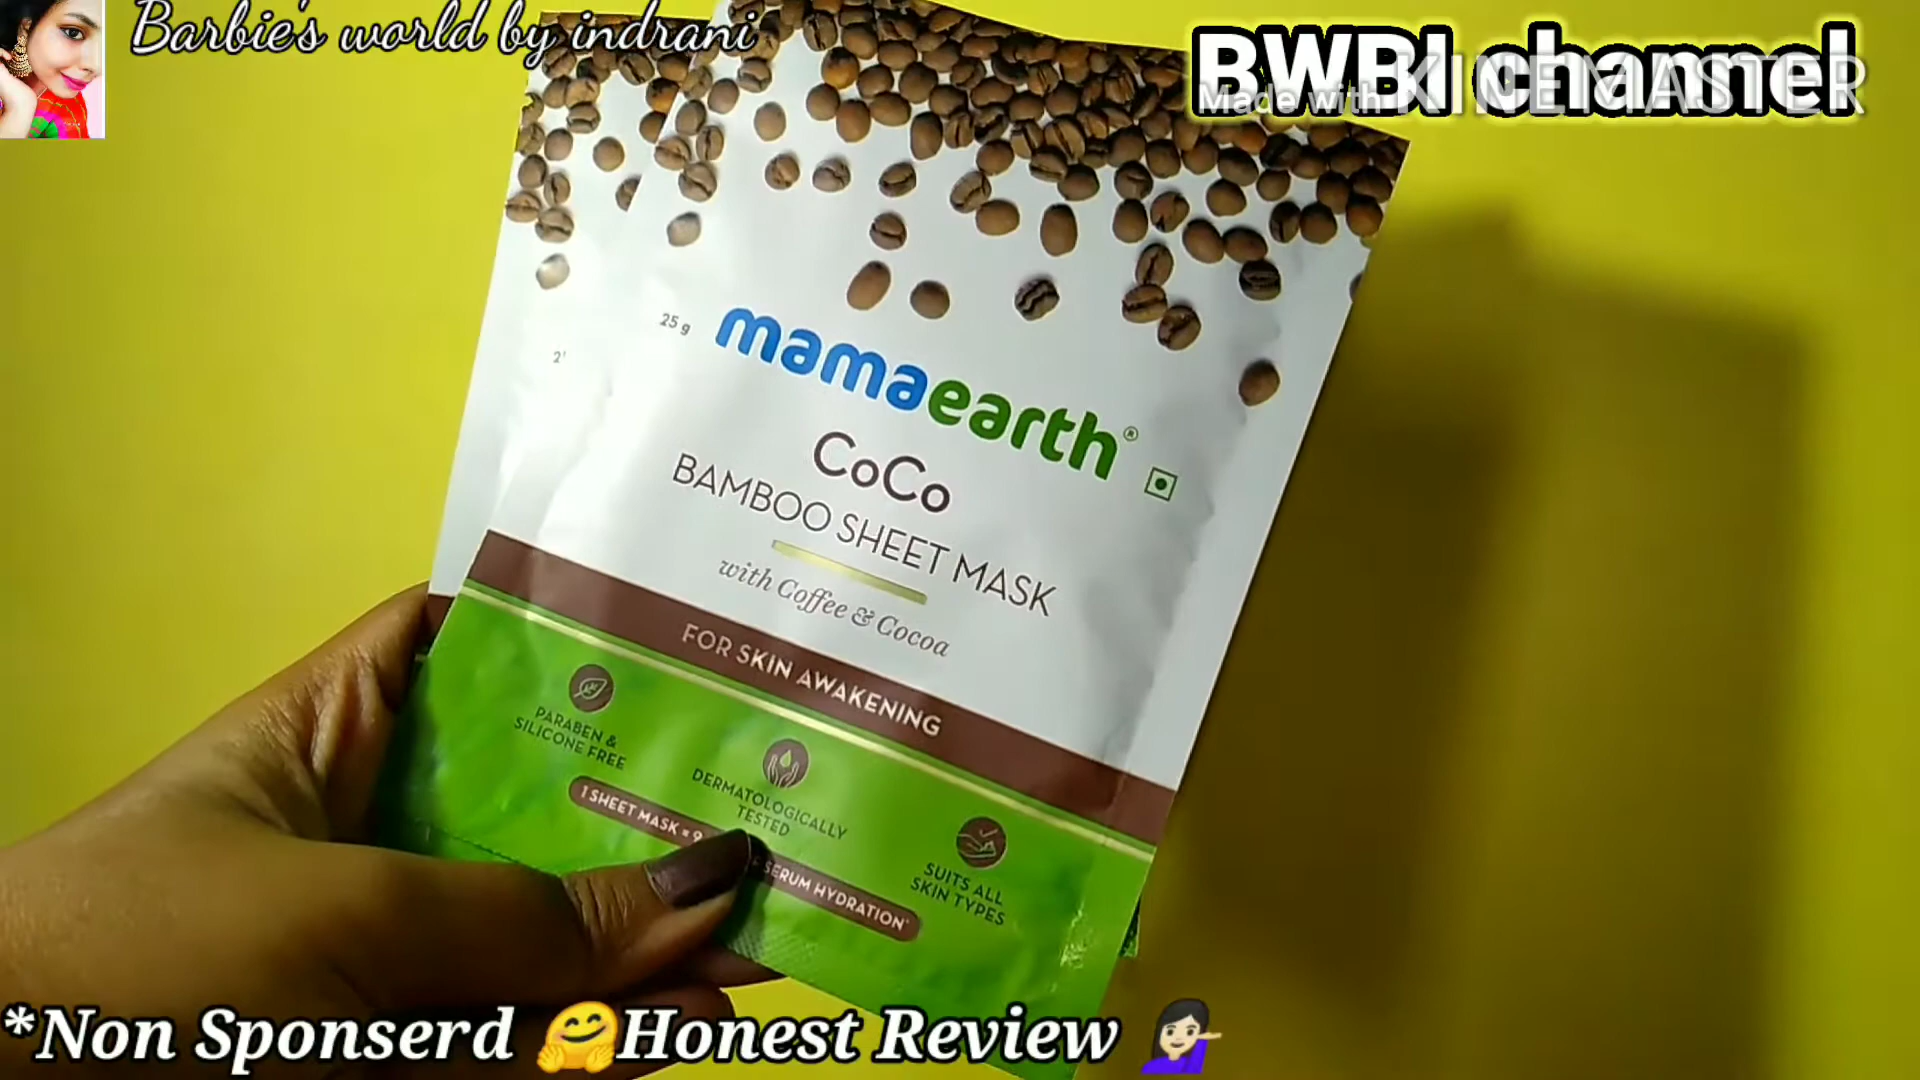 Barbie's world by indrani
BWBI channel
Made with KINEMASTER
25 g
mamaearth®
CoCo
BAMBOO SHEET MASK
with Coffee & Cocoa
FOR SKIN AWAKENING
PARABEN &
SILICONE FREE
DERMATOLOGICALLY
TESTED
SUITS ALL
SKIN TYPES
1 SHEET MASK =
SERUM HYDRATION*
*Non Sponserd 🤗Honest Review 💁🏻‍♀️